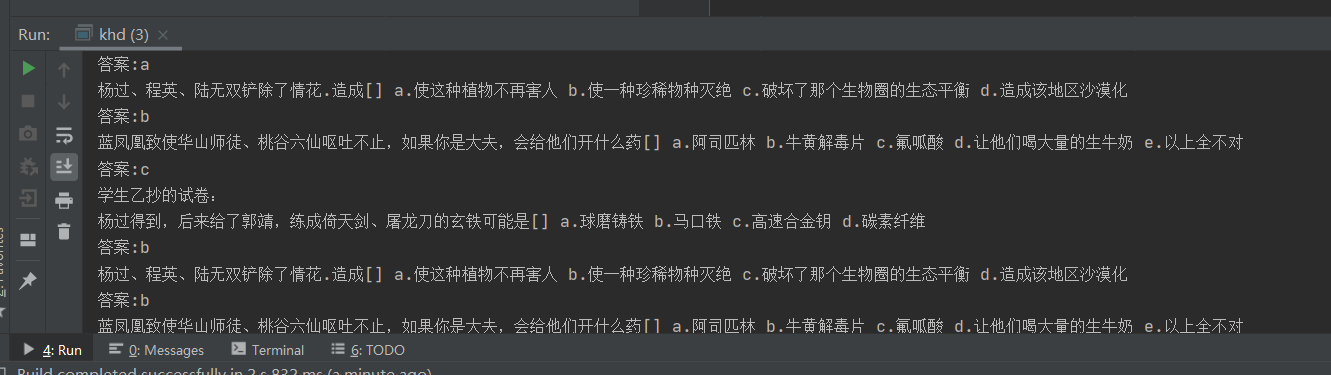 Run: khd (3)
答案:a
杨过、程英、陆无双铲除了情花.造成[] a.使这种植物不再害人 b.使一种珍稀物种灭绝 c.破坏了那个生物圈的生态平衡 d.造成该地区沙漠化
答案:b
蓝凤凰致使华山师徒、桃谷六仙呕吐不止，如果你是大夫，会给他们开什么药[] a.阿司匹林 b.牛黄解毒片 c.氟哌酸 d.让他们喝大量的生牛奶 e.以上全不对
答案:c
学生乙抄的试卷：
杨过得到，后来给了郭靖，练成倚天剑、屠龙刀的玄铁可能是[] a.球磨铸铁 b.马口铁 c.高速合金钥 d.碳素纤维
答案:b
杨过、程英、陆无双铲除了情花.造成[] a.使这种植物不再害人 b.使一种珍稀物种灭绝 c.破坏了那个生物圈的生态平衡 d.造成该地区沙漠化
答案:b
蓝凤凰致使华山师徒、桃谷六仙呕吐不止，如果你是大夫，会给他们开什么药[] a.阿司匹林 b.牛黄解毒片 c.氟哌酸 d.让他们喝大量的生牛奶 e.以上全不对
4: Run 0: Messages Terminal 6: TODO
Build completed successfully in 2 s 832 ms (a minute ago)